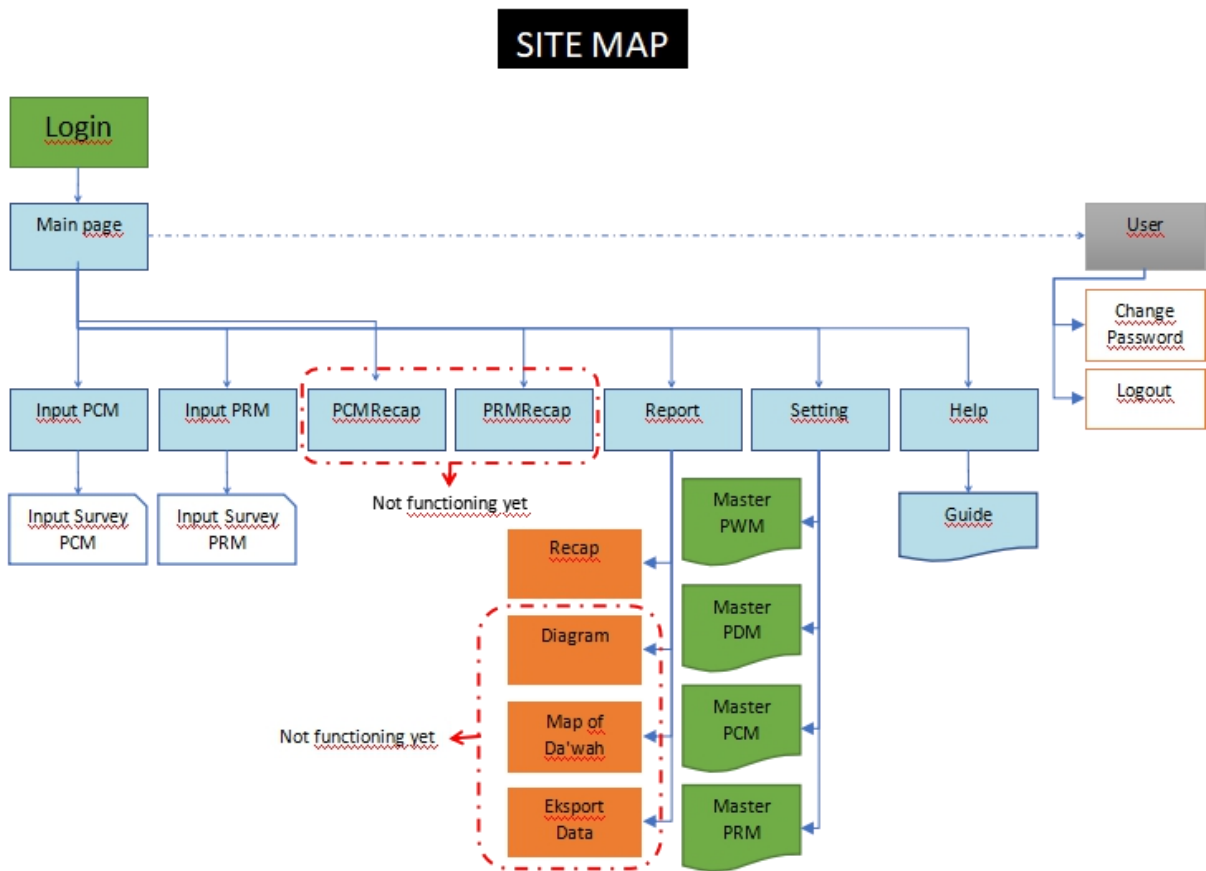 SITE MAP
Login
Main page
User
Change
Password
Logout
Input PCM
Input PRM
PCMRecap
PRMRecap
Report
Setting
Help
Input Survey
PCM
Input Survey
PRM
Not functioning yet
Master
PWM
Guide
Recap
Master
PDM
Diagram
Master
PCM
Map of
Da'wah
Not functioning yet
Eksport
Data
Master
PRM